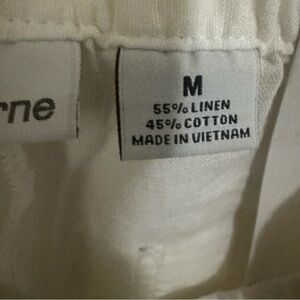 rne
M
55% LINEN
45% COTTON
MADE IN VIETNAM